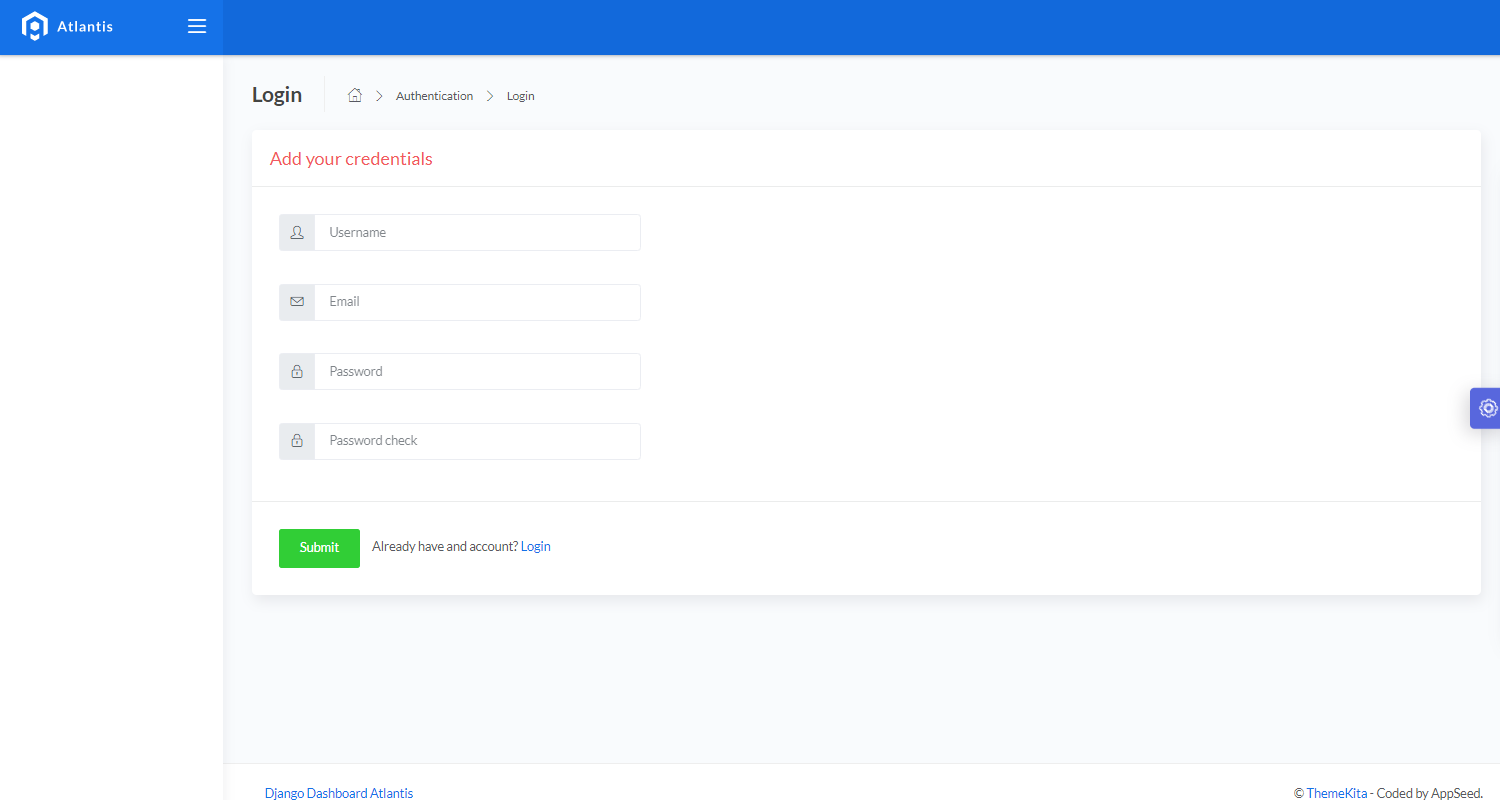 Atlantis
Login
Authentication
Login
Add your credentials
Username
Email
Password
Password check
Submit
Already have and account? Login
Django Dashboard Atlantis
© ThemeKita - Coded by AppSeed.